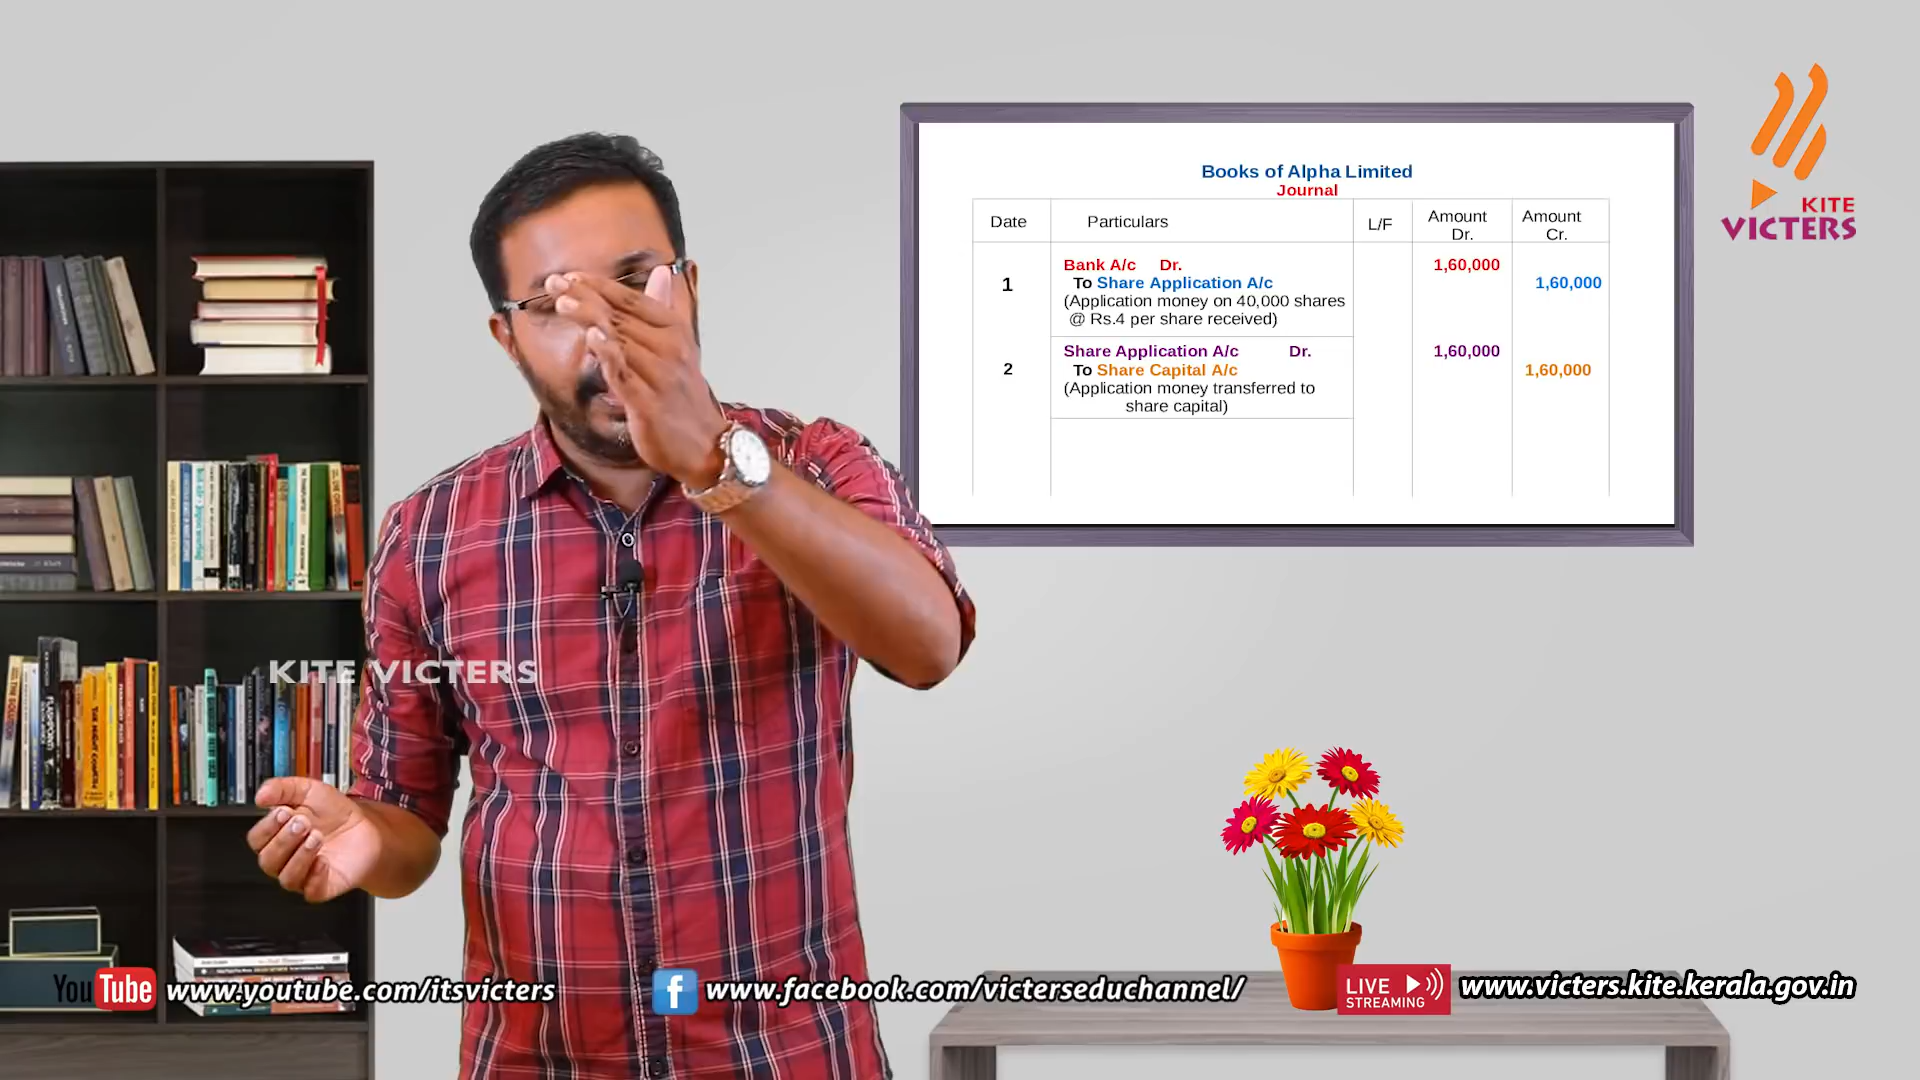 Books of Alpha Limited
Journal
Date Particulars L/F Amount Dr. Amount Cr.
1 Bank A/c Dr. 1,60,000
To Share Application A/c 1,60,000
(Application money on 40,000 shares
@ Rs.4 per share received)
2 Share Application A/c Dr. 1,60,000
To Share Capital A/c 1,60,000
(Application money transferred to
share capital)
KITE
VICTERS
KITE VICTERS
YouTube www.youtube.com/itsvicters
f www.facebook.com/victerseduchannel/
LIVE
STREAMING
www.victers.kite.kerala.gov.in